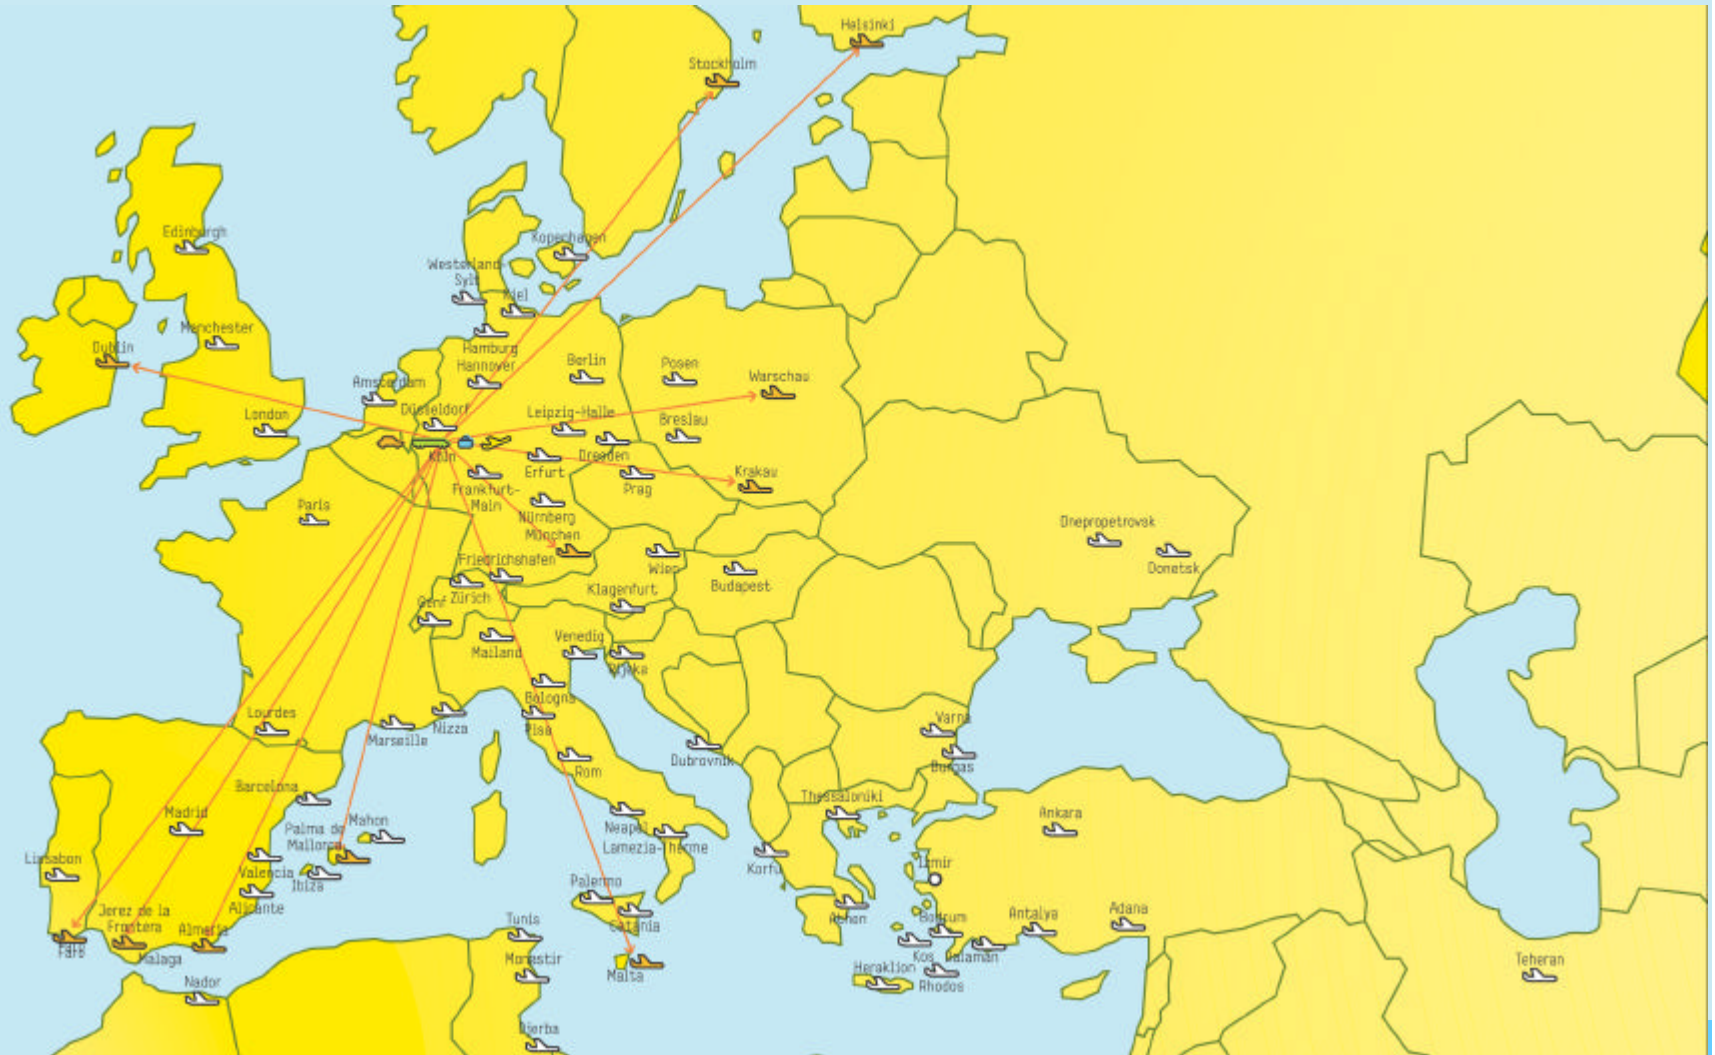 Helsinki
Stockholm
Edinburgh
Kopenhagen
Westerland-
Sylt
Kiel
Manchester
Dublin
Hamburg
Hannover
Berlin
Posen
Warschau
Amsterdam
London
Düsseldorf
Leipzig-Halle
Breslau
Köln
Erfurt
Dresden
Krakau
Prag
Frankfurt-
Main
Paris
Nürnberg
München
Dnepropetrovsk
Donetsk
Friedrichshafen
Wien
Budapest
Zürich
Klagenfurt
Genf
Mailand
Venedig
Rijeka
Bologna
Pisa
Lourdes
Marseille
Nizza
Varna
Dubrovnik
Burgas
Rom
Barcelona
Madrid
Mahon
Palma de
Mallorca
Neapel
Lamezia-Therme
Thessaloniki
Ankara
Lissabon
Valencia
Ibiza
Korfu
Izmir
Alicante
Palermo
Catania
Athen
Bodrum
Antalya
Adana
Jerez de la
Frontera
Almeria
Faro
Malaga
Tunis
Monastir
Malta
Kos
Dalaman
Heraklion
Rhodos
Teheran
Nador
Djerba